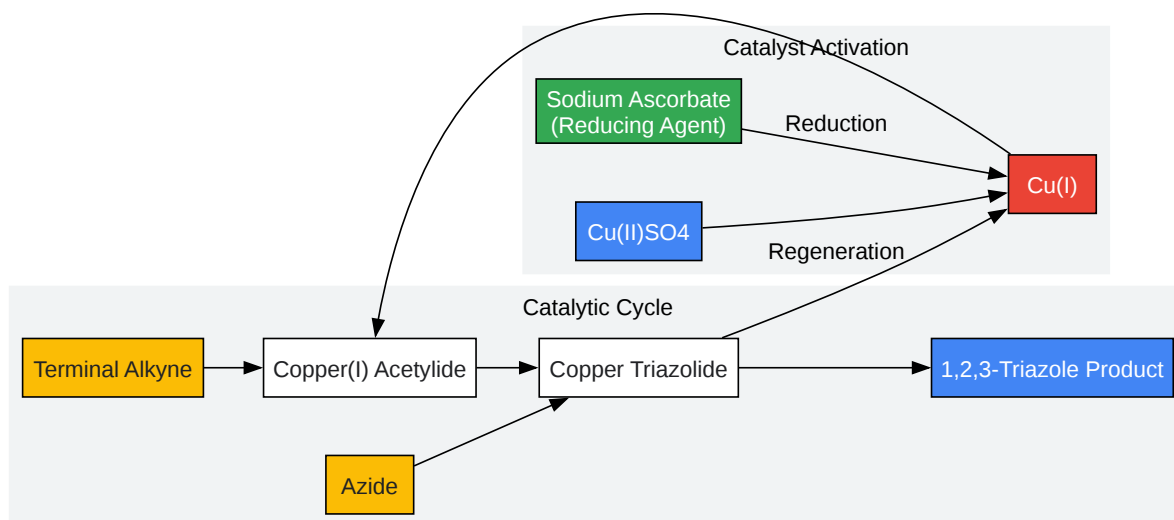 Catalyst Activation
Sodium Ascorbate
(Reducing Agent)
Reduction
Cu(I)
Cu(II)SO4
Regeneration
Catalytic Cycle
Terminal Alkyne
Copper(I) Acetylide
Copper Triazolide
1,2,3-Triazole Product
Azide